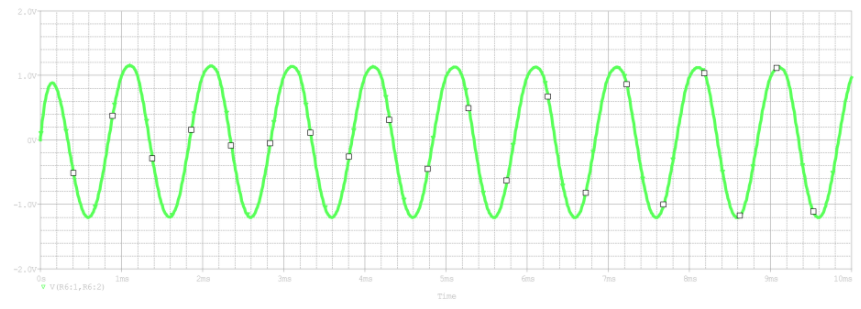 2.0V
1.0V
0V
-1.0V
-2.0V
0s 1ms 2ms 3ms 4ms 5ms 6ms 7ms 8ms 9ms 10ms
V(R6:1,R6:2)
Time